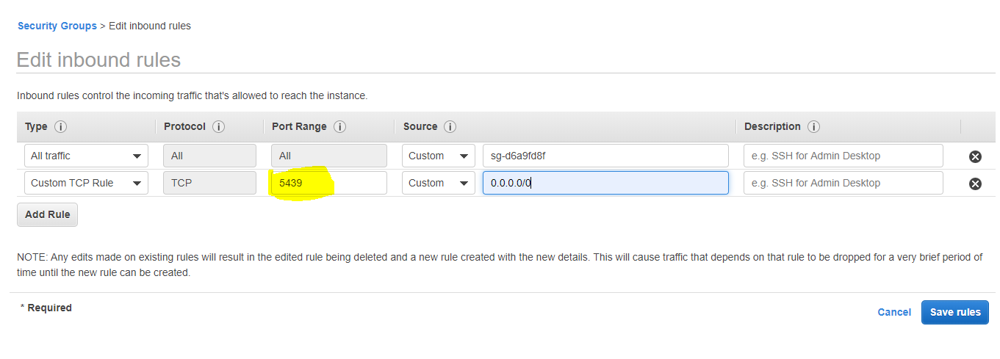 Security Groups > Edit inbound rules
Edit inbound rules
Inbound rules control the incoming traffic that's allowed to reach the instance.
Type i Protocol i Port Range i Source i Description i
All traffic All All Custom sg-d6a9fd8f e.g. SSH for Admin Desktop
Custom TCP Rule TCP 5439 Custom 0.0.0.0/0 e.g. SSH for Admin Desktop
Add Rule
NOTE: Any edits made on existing rules will result in the edited rule being deleted and a new rule created with the new details. This will cause traffic that depends on that rule to be dropped for a very brief period of
time until the new rule can be created.
* Required
Cancel Save rules